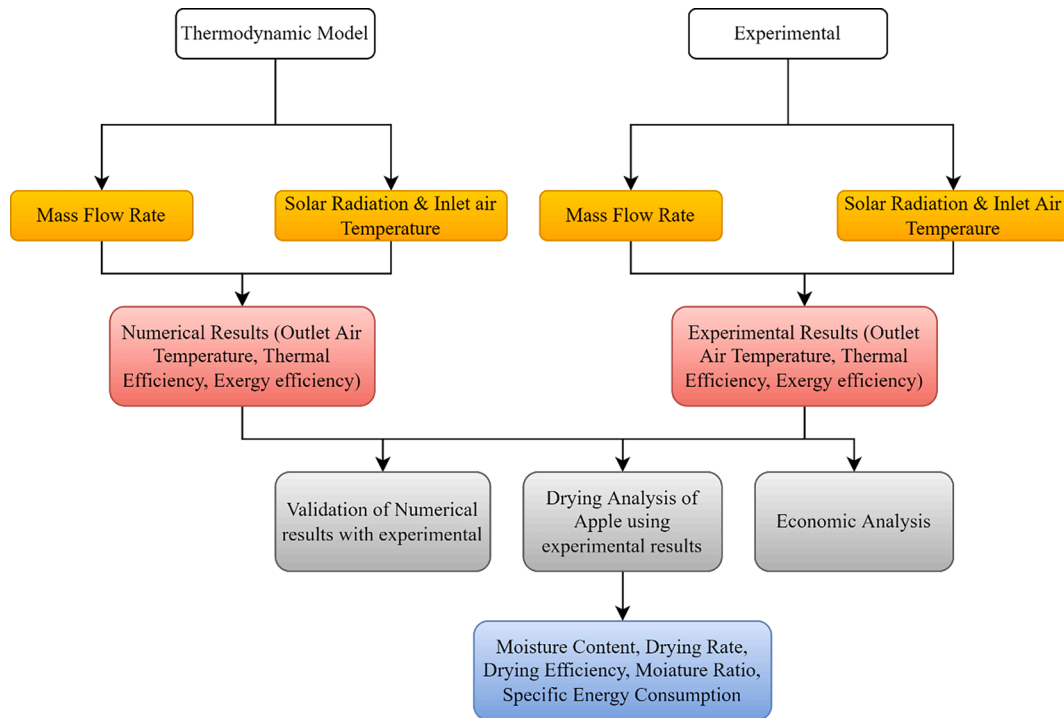 Thermodynamic Model
Experimental
Mass Flow Rate
Solar Radiation & Inlet air
Temperature
Mass Flow Rate
Solar Radiation & Inlet Air
Temperaure
Numerical Results (Outlet Air
Temperature, Thermal
Efficiency, Exergy efficiency)
Experimental Results (Outlet
Air Temperature, Thermal
Efficiency, Exergy efficiency)
Validation of Numerical
results with experimental
Drying Analysis of
Apple using
experimental results
Economic Analysis
Moisture Content, Drying Rate,
Drying Efficiency, Moiature Ratio,
Specific Energy Consumption